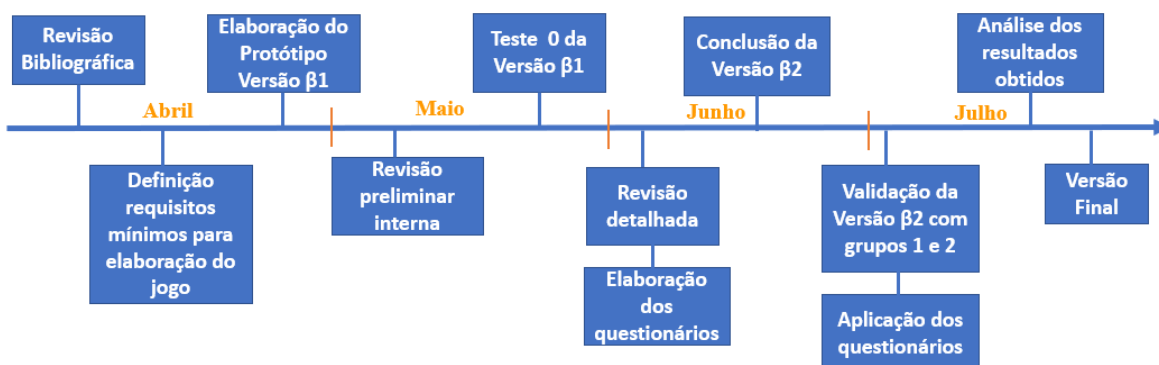 Revisão
Bibliográfica
Elaboração do
Protótipo
Versão β1
Teste 0 da
Versão β1
Conclusão da
Versão β2
Análise dos
resultados
obtidos
Abril
Maio
Junho
Julho
Definição
requisitos
mínimos para
elaboração do
jogo
Revisão
preliminar
interna
Revisão
detalhada
Elaboração
dos
questionários
Validação da
Versão β2 com
grupos 1 e 2
Aplicação dos
questionários
Versão
Final